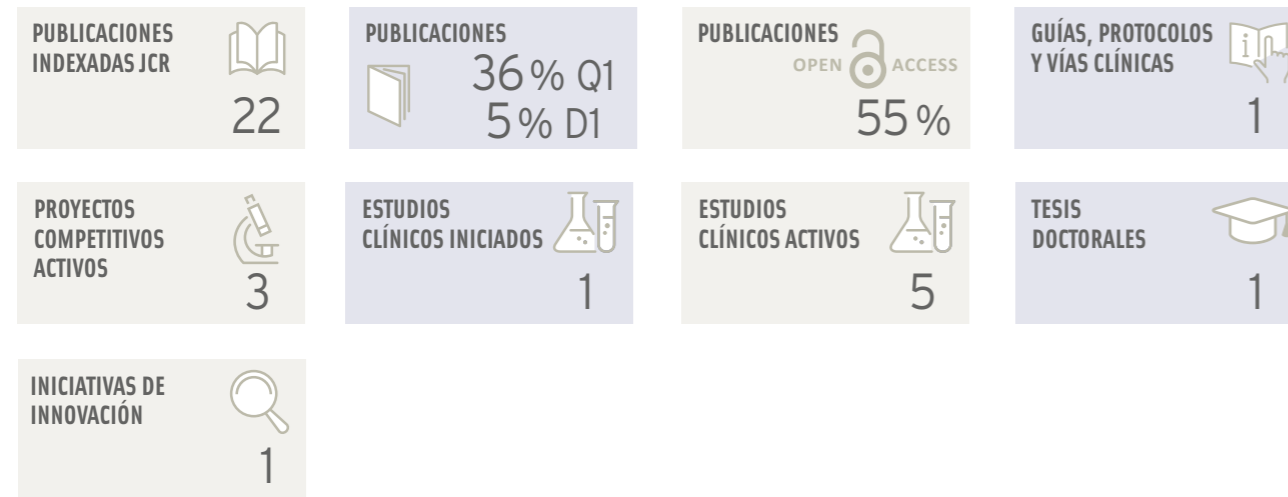 PUBLICACIONES
INDEXADAS JCR
22
PUBLICACIONES
36% Q1
5% D1
PUBLICACIONES
OPEN ACCESS
55%
GUÍAS, PROTOCOLOS
Y VÍAS CLÍNICAS
i
1
PROYECTOS
COMPETITIVOS
ACTIVOS
3
ESTUDIOS
CLÍNICOS INICIADOS
1
ESTUDIOS
CLÍNICOS ACTIVOS
5
TESIS
DOCTORALES
1
INICIATIVAS DE
INNOVACIÓN
1